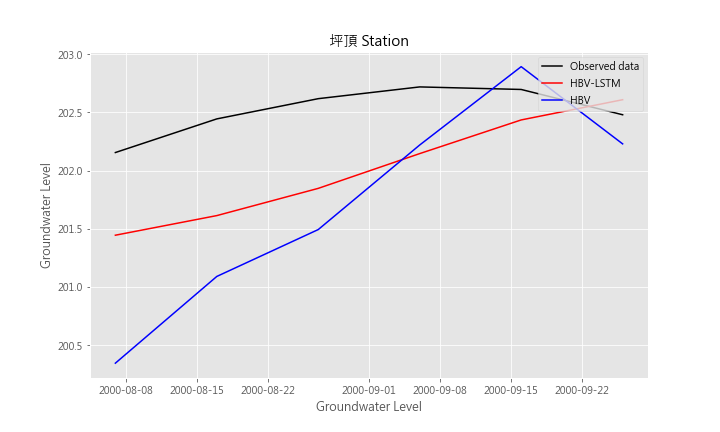 坪頂 Station
Groundwater Level
203.0
202.5
202.0
201.5
201.0
200.5
Observed data
HBV-LSTM
HBV
2000-08-08 2000-08-15 2000-08-22 2000-09-01 2000-09-08 2000-09-15 2000-09-22
Groundwater Level